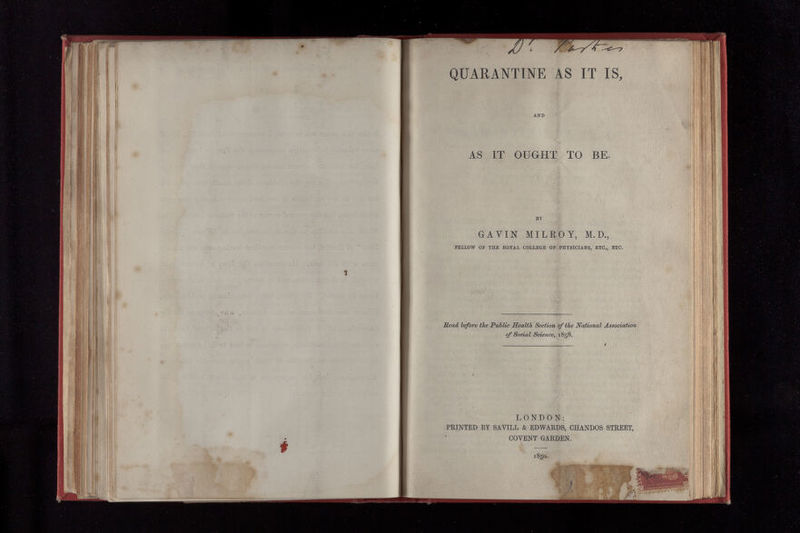 Dr. Parkes
QUARANTINE AS IT IS,
AND
AS IT OUGHT TO BE.
BY
GAVIN MILROY, M.D.,
FELLOW OF THE ROYAL COLLEGE OF PHYSICIANS, ETC., ETC.
Read before the Public Health Section of the National Association
of Social Science, 1858.
LONDON:
PRINTED BY SAVILL & EDWARDS, CHANDOS STREET,
COVENT GARDEN.